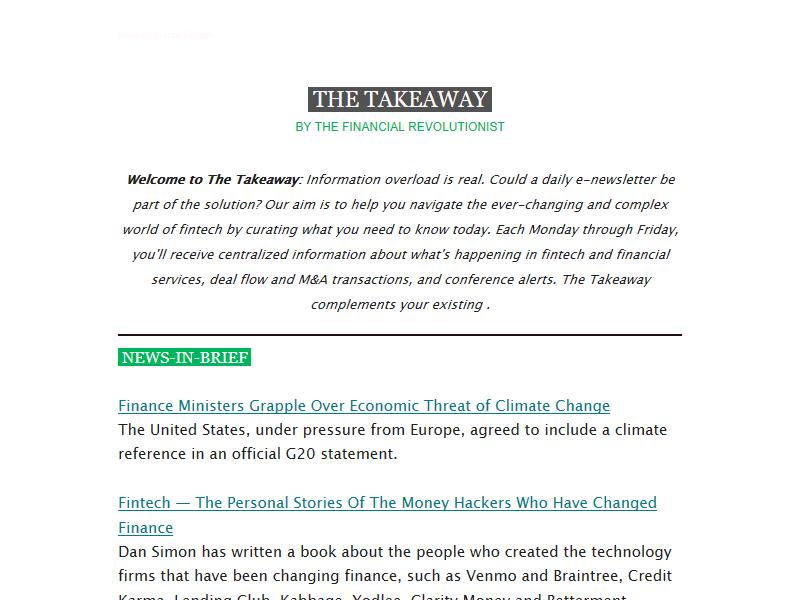 THE TAKEAWAY
BY THE FINANCIAL REVOLUTIONIST
Welcome to The Takeaway: Information overload is real. Could a daily e-newsletter be
part of the solution? Our aim is to help you navigate the ever-changing and complex
world of fintech by curating what you need to know today. Each Monday through Friday,
you'll receive centralized information about what's happening in fintech and financial
services, deal flow and M&A transactions, and conference alerts. The Takeaway
complements your existing .
NEWS-IN-BRIEF
Finance Ministers Grapple Over Economic Threat of Climate Change
The United States, under pressure from Europe, agreed to include a climate
reference in an official G20 statement.
Fintech — The Personal Stories Of The Money Hackers Who Have Changed
Finance
Dan Simon has written a book about the people who created the technology
firms that have been changing finance, such as Venmo and Braintree, Credit
Karma, Lending Club, Kabbage, Yodlee, Clarity Money and Betterment.